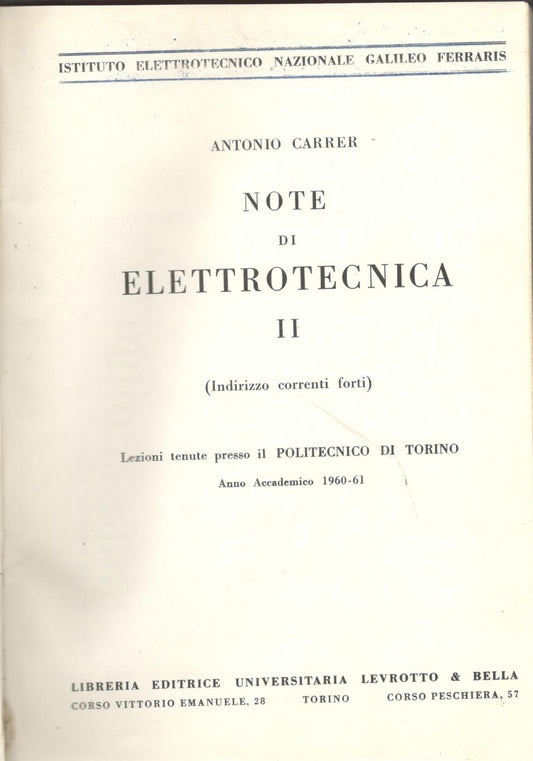 ISTITUTO ELETTROTECNICO NAZIONALE GALILEO FERRARIS
ANTONIO CARRER
NOTE
DI
ELETTROTECNICA
II
(Indirizzo correnti forti)
Lezioni tenute presso il POLITECNICO DI TORINO
Anno Accademico 1960-61
LIBRERIA EDITRICE UNIVERSITARIA LEVROTTO & BELLA
CORSO VITTORIO EMANUELE, 28 TORINO CORSO PESCHIERA, 57